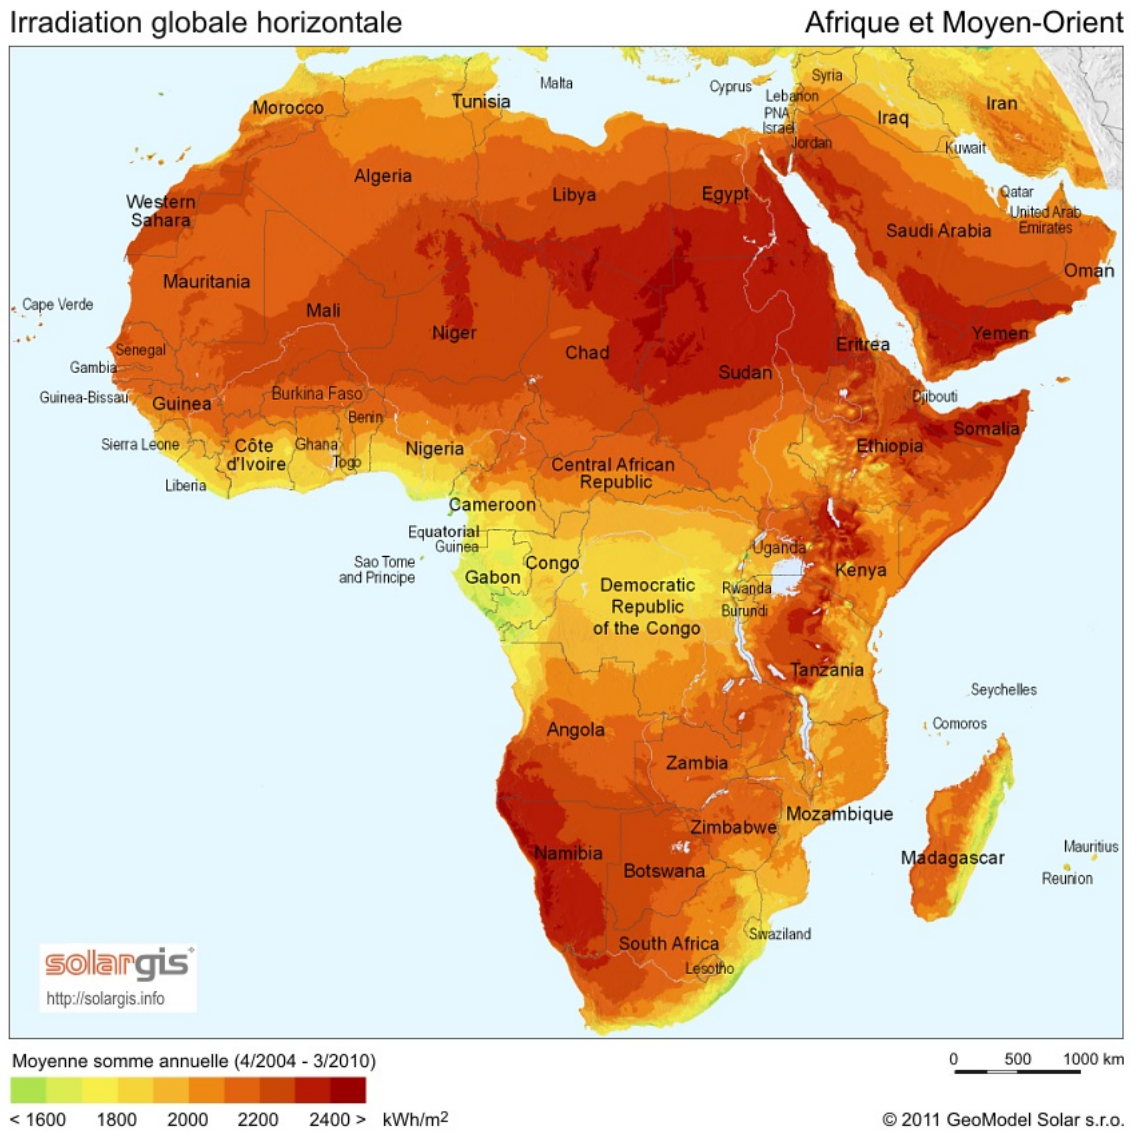 Irradiation globale horizontale
Afrique et Moyen-Orient
Malta
Cyprus
Syria
Lebanon
PNA
Israel
Jordan
Iraq
Iran
Kuwait
Morocco
Tunisia
Algeria
Libya
Egypt
Qatar
United Arab
Emirates
Western
Sahara
Saudi Arabia
Oman
Mauritania
Cape Verde
Mali
Niger
Chad
Sudan
Eritrea
Yemen
Senegal
Gambia
Guinea-Bissau
Guinea
Burkina Faso
Benin
Djibouti
Somalia
Sierra Leone
Côte
d'Ivoire
Ghana
Togo
Nigeria
Ethiopia
Liberia
Central African
Republic
Cameroon
Equatorial
Guinea
Sao Tome
and Principe
Gabon
Congo
Democratic
Republic
of the Congo
Uganda
Kenya
Rwanda
Burundi
Tanzania
Seychelles
Comoros
Angola
Zambia
Mozambique
Zimbabwe
Namibia
Botswana
Madagascar
Mauritius
Reunion
South Africa
Swaziland
Lesotho
solargis
http://solargis.info
Moyenne somme annuelle (4/2004 - 3/2010)
0 500 1000 km
< 1600 1800 2000 2200 2400 > kWh/m2
© 2011 GeoModel Solar s.r.o.